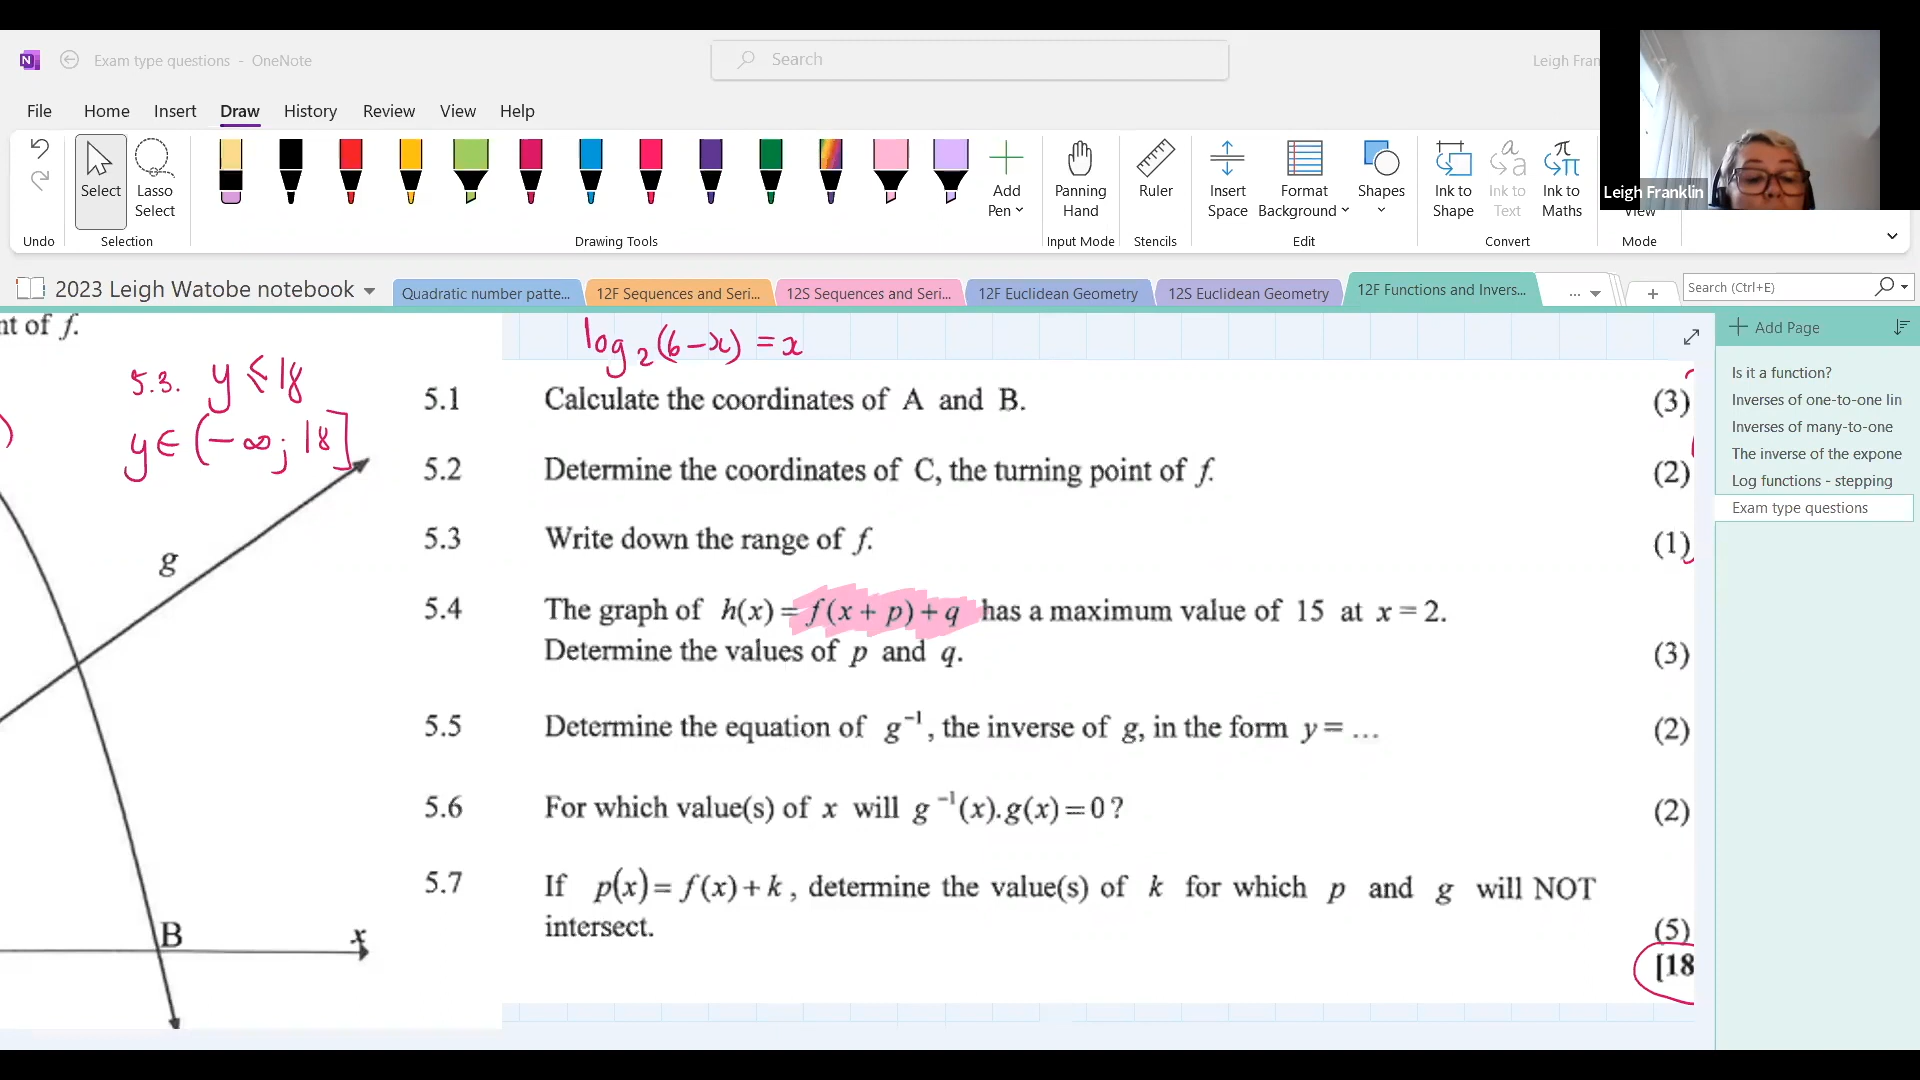 Exam type questions - OneNote
Search
Leigh Fran
File Home Insert Draw History Review View Help
Undo
Select
Lasso Select
Selection
Drawing Tools
Add Pen
Panning Hand
Input Mode
Ruler
Stencils
Insert Space
Format Background
Shapes
Edit
Ink to Shape
Ink to Text
Ink to Maths
Convert
View
Mode
Leigh Franklin
2023 Leigh Watobe notebook
Quadratic number patte...
12F Sequences and Seri...
12S Sequences and Seri...
12F Euclidean Geometry
12S Euclidean Geometry
12F Functions and Invers...
Search (Ctrl+E)
Add Page
Is it a function?
Inverses of one-to-one lin
Inverses of many-to-one
The inverse of the expone
Log functions - stepping
Exam type questions
nt of f.
5.3. y ≤ 18
y ∈ (-∞; 18]
g
B
x
log₂(6-x) = x
5.1 Calculate the coordinates of A and B. (3)
5.2 Determine the coordinates of C, the turning point of f. (2)
5.3 Write down the range of f. (1)
5.4 The graph of h(x) = f(x + p) + q has a maximum value of 15 at x = 2.
Determine the values of p and q. (3)
5.5 Determine the equation of g⁻¹, the inverse of g, in the form y = ... (2)
5.6 For which value(s) of x will g⁻¹(x).g(x) = 0? (2)
5.7 If p(x) = f(x) + k, determine the value(s) of k for which p and g will NOT
intersect. (5)
[18